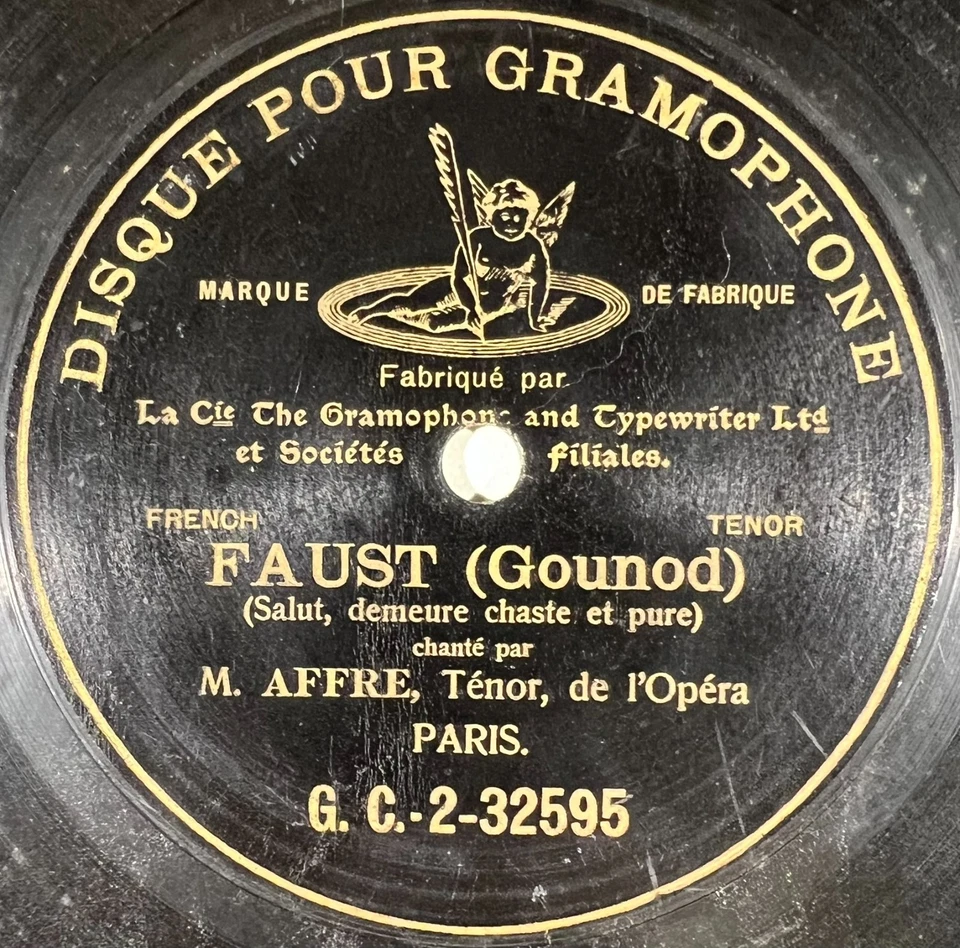 DISQUE POUR GRAMOPHONE
MARQUE DE FABRIQUE
Fabriqué par
La Cie The Gramophone and Typewriter Ltd
et Sociétés filiales.
FRENCH TENOR
FAUST (Gounod)
(Salut, demeure chaste et pure)
chanté par
M. AFFRE, Ténor, de l'Opéra
PARIS.
G. C.-2-32595